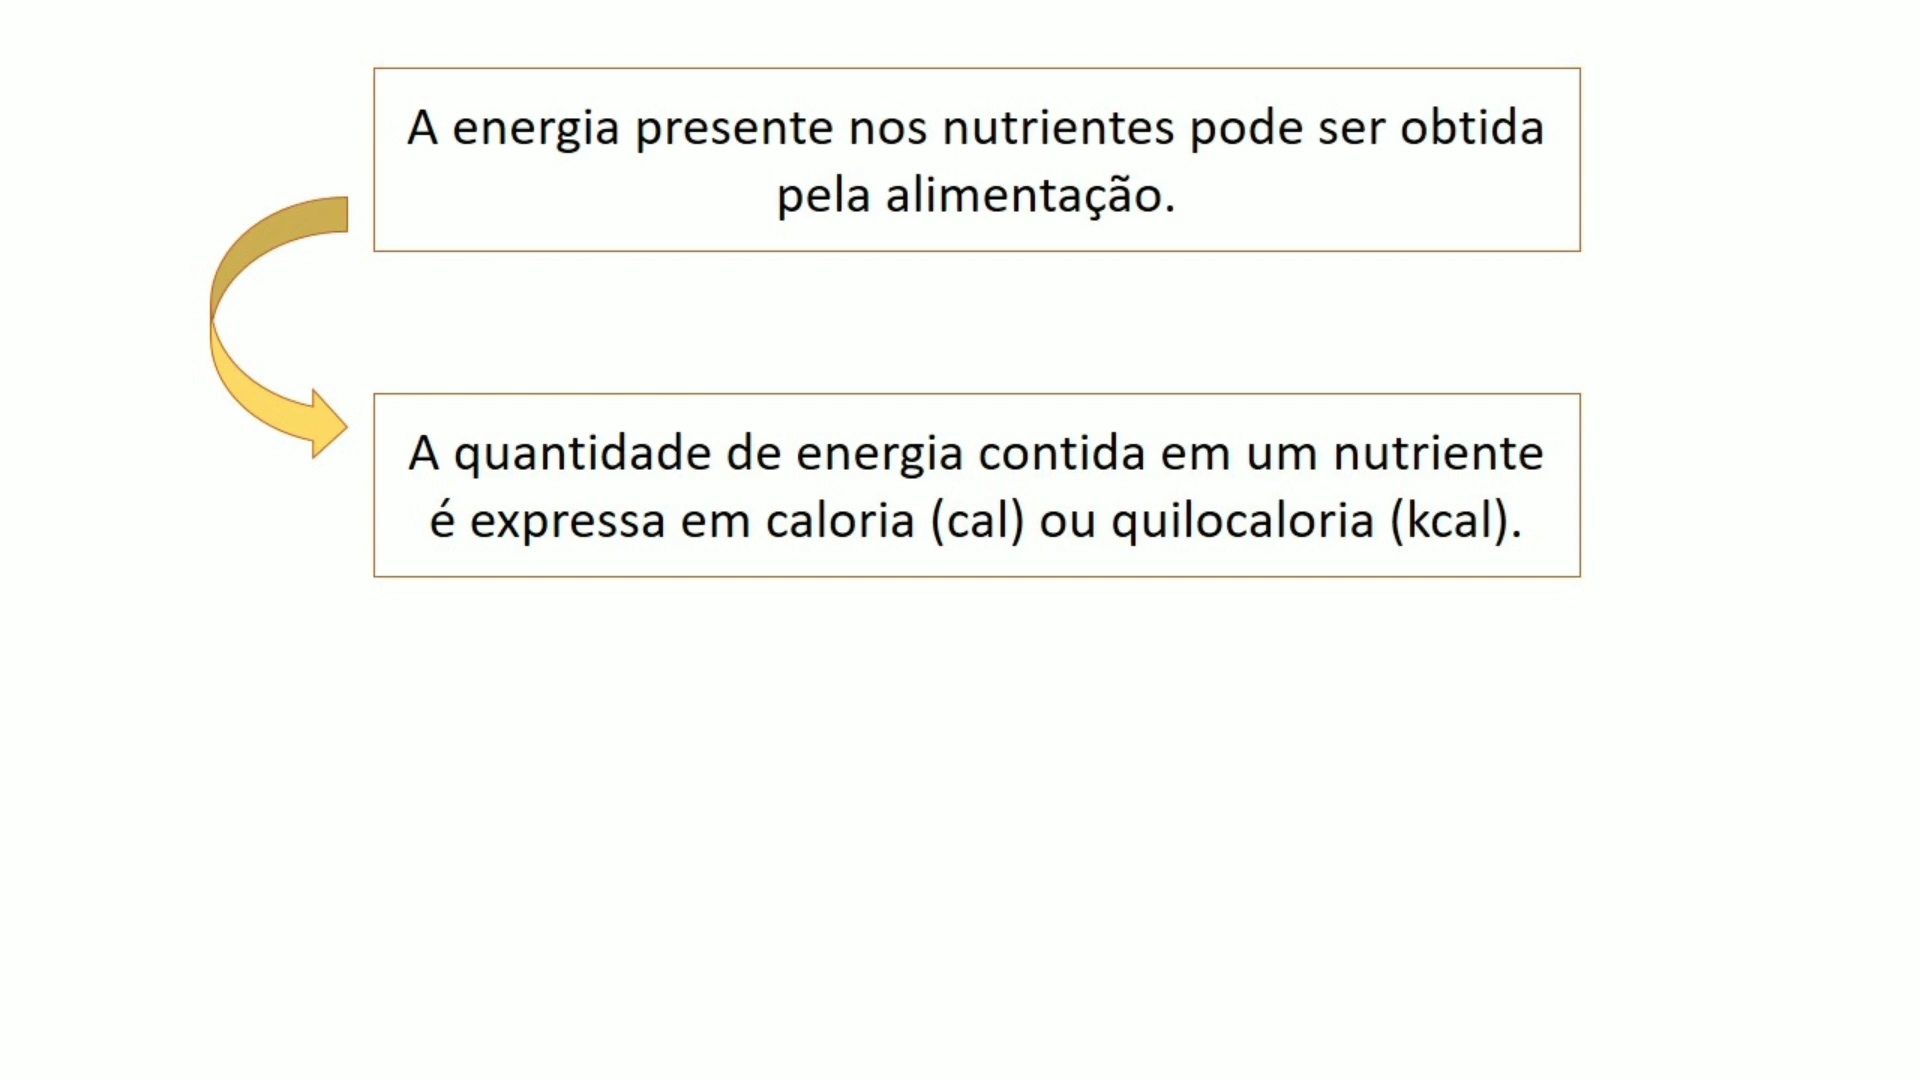 A energia presente nos nutrientes pode ser obtida
pela alimentação.
A quantidade de energia contida em um nutriente
é expressa em caloria (cal) ou quilocaloria (kcal).